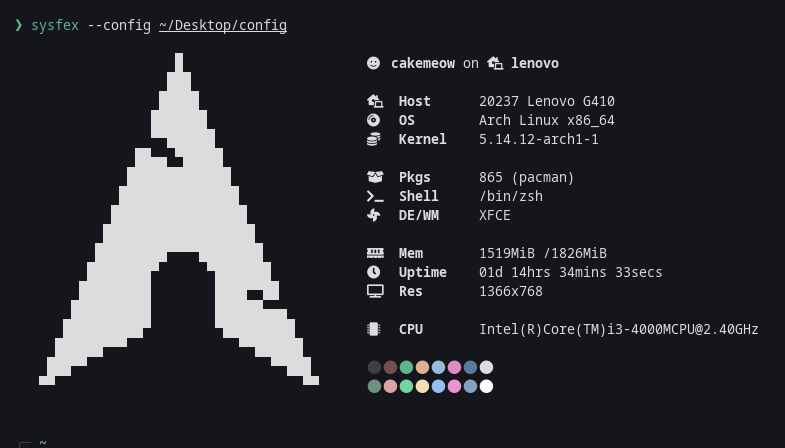 ❯ sysfex --config ~/Desktop/config
cakemeow on lenovo
Host 20237 Lenovo G410
OS Arch Linux x86_64
Kernel 5.14.12-arch1-1
Pkgs 865 (pacman)
Shell /bin/zsh
DE/WM XFCE
Mem 1519MiB /1826MiB
Uptime 01d 14hrs 34mins 33secs
Res 1366x768
CPU Intel(R)Core(TM)i3-4000MCPU@2.40GHz
~